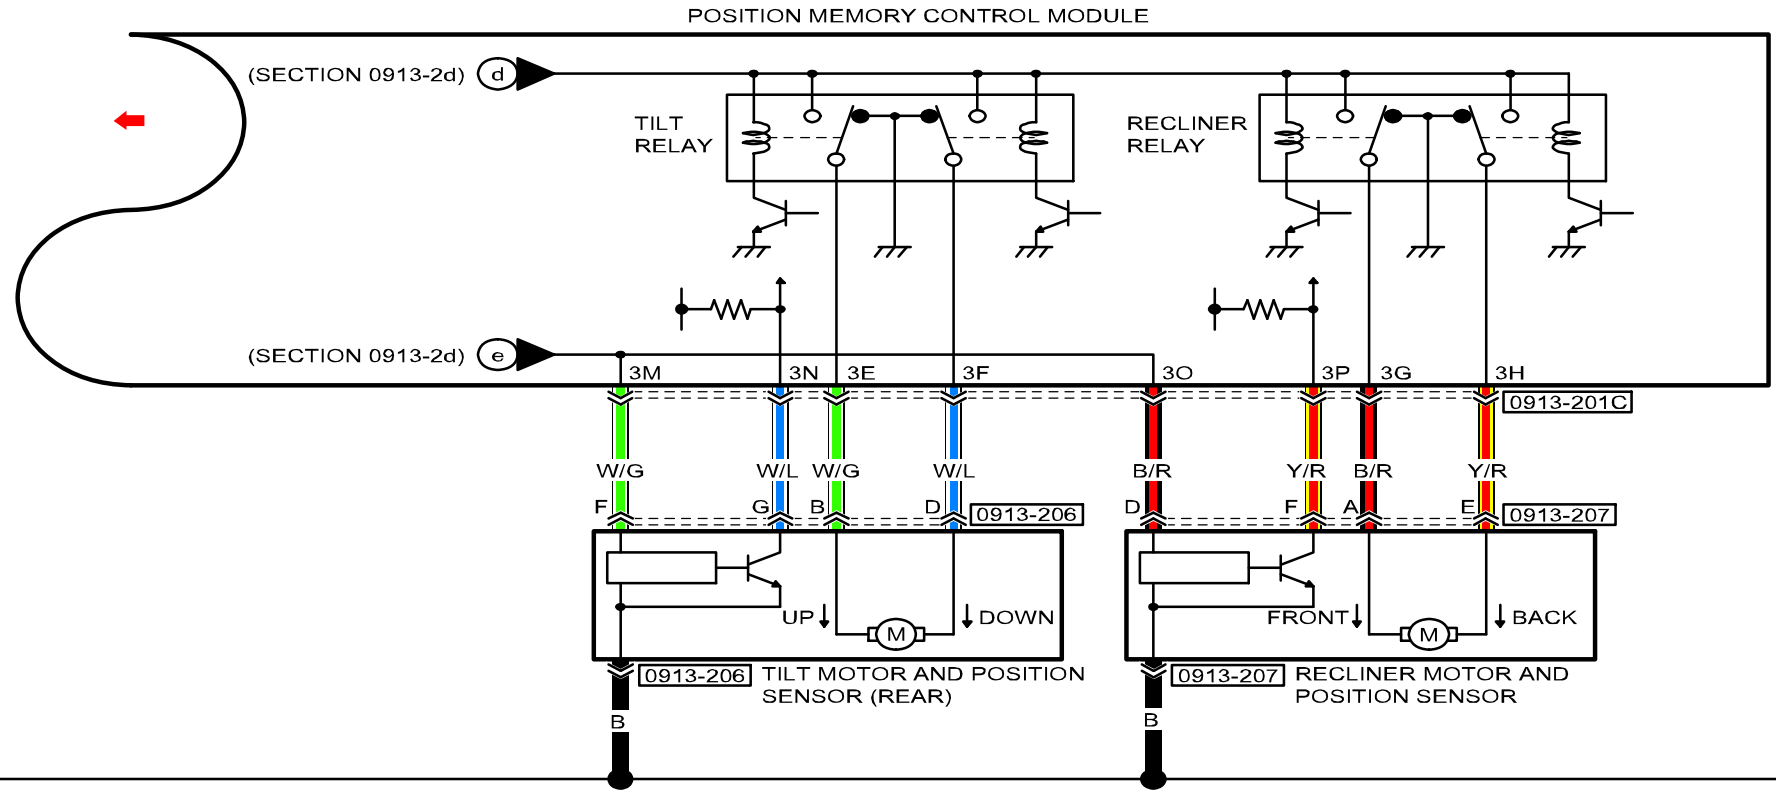 POSITION MEMORY CONTROL MODULE
(SECTION 0913-2d) d
TILT
RELAY
RECLINER
RELAY
(SECTION 0913-2d) e
3M 3N 3E 3F 3O 3P 3G 3H
0913-201C
W/G W/L W/G W/L B/R Y/R B/R Y/R
F G B D 0913-206 D F A E 0913-207
UP DOWN FRONT BACK
M M
0913-206 TILT MOTOR AND POSITION
SENSOR (REAR)
0913-207 RECLINER MOTOR AND
POSITION SENSOR
B B